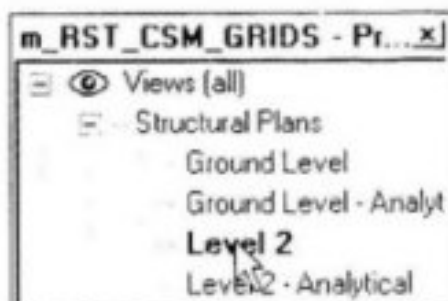 m_RST_CSM_GRIDS - Pr...
Views (all)
Structural Plans
Ground Level
Ground Level - Analyt
Level 2
Level 2 - Analytical